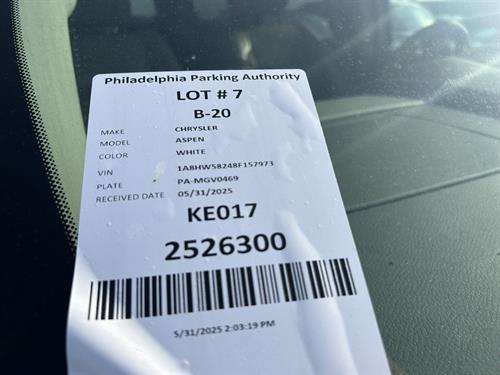 Philadelphia Parking Authority
LOT # 7
B-20
MAKE CHRYSLER
MODEL ASPEN
COLOR WHITE
VIN 1A8HW58248F157973
PLATE PA-MGV0469
RECEIVED DATE 05/31/2025
KE017
2526300
5/31/2025 2:03:19 PM